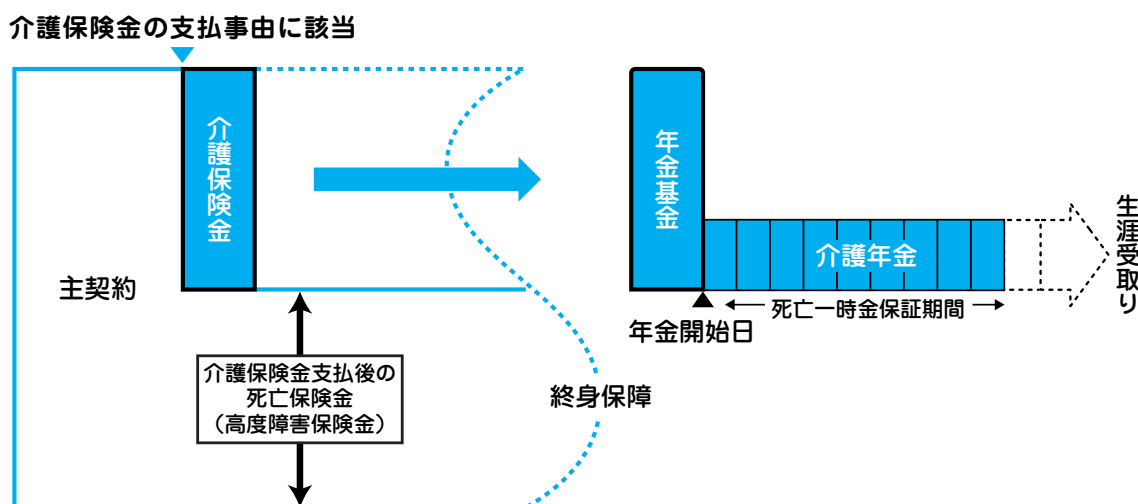 介護保険金の支払事由に該当
介護保険金
年金基金
介護年金
生涯受取り
主契約
死亡一時金保証期間
年金開始日
介護保険金支払後の
死亡保険金
（高度障害保険金）
終身保障